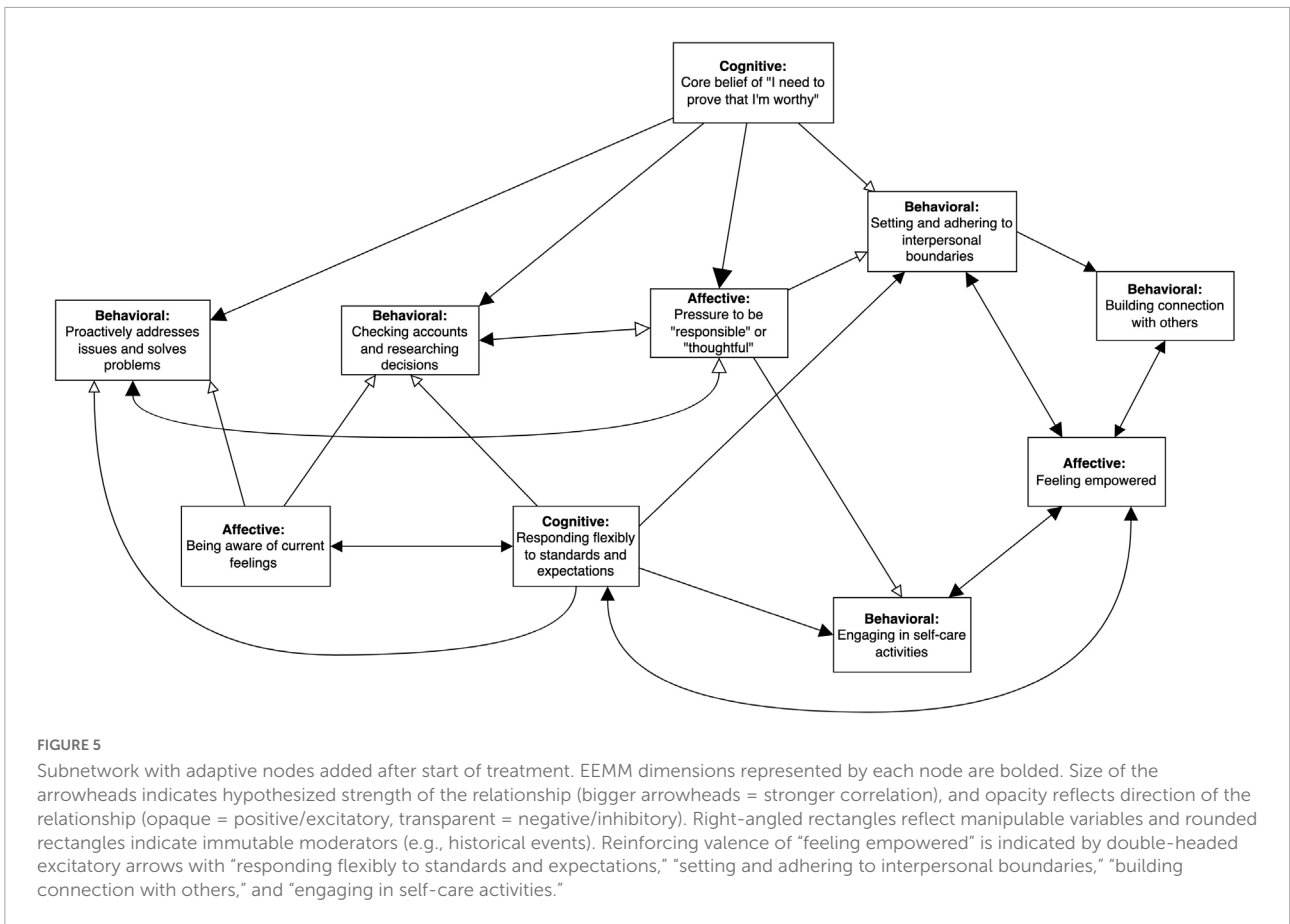 Cognitive:
Core belief of "I need to
prove that I'm worthy"
Behavioral:
Setting and adhering to
interpersonal
boundaries
Behavioral:
Building connection
with others
Behavioral:
Proactively addresses
issues and solves
problems
Behavioral:
Checking accounts
and researching
decisions
Affective:
Pressure to be
"responsible" or
"thoughtful"
Affective:
Feeling empowered
Affective:
Being aware of current
feelings
Cognitive:
Responding flexibly
to standards and
expectations
Behavioral:
Engaging in self-care
activities
FIGURE 5
Subnetwork with adaptive nodes added after start of treatment. EEMM dimensions represented by each node are bolded. Size of the
arrowheads indicates hypothesized strength of the relationship (bigger arrowheads = stronger correlation), and opacity reflects direction of the
relationship (opaque = positive/excitatory, transparent = negative/inhibitory). Right-angled rectangles reflect manipulable variables and rounded
rectangles indicate immutable moderators (e.g., historical events). Reinforcing valence of “feeling empowered” is indicated by double-headed
excitatory arrows with “responding flexibly to standards and expectations,” “setting and adhering to interpersonal boundaries,” “building
connection with others,” and “engaging in self-care activities.”